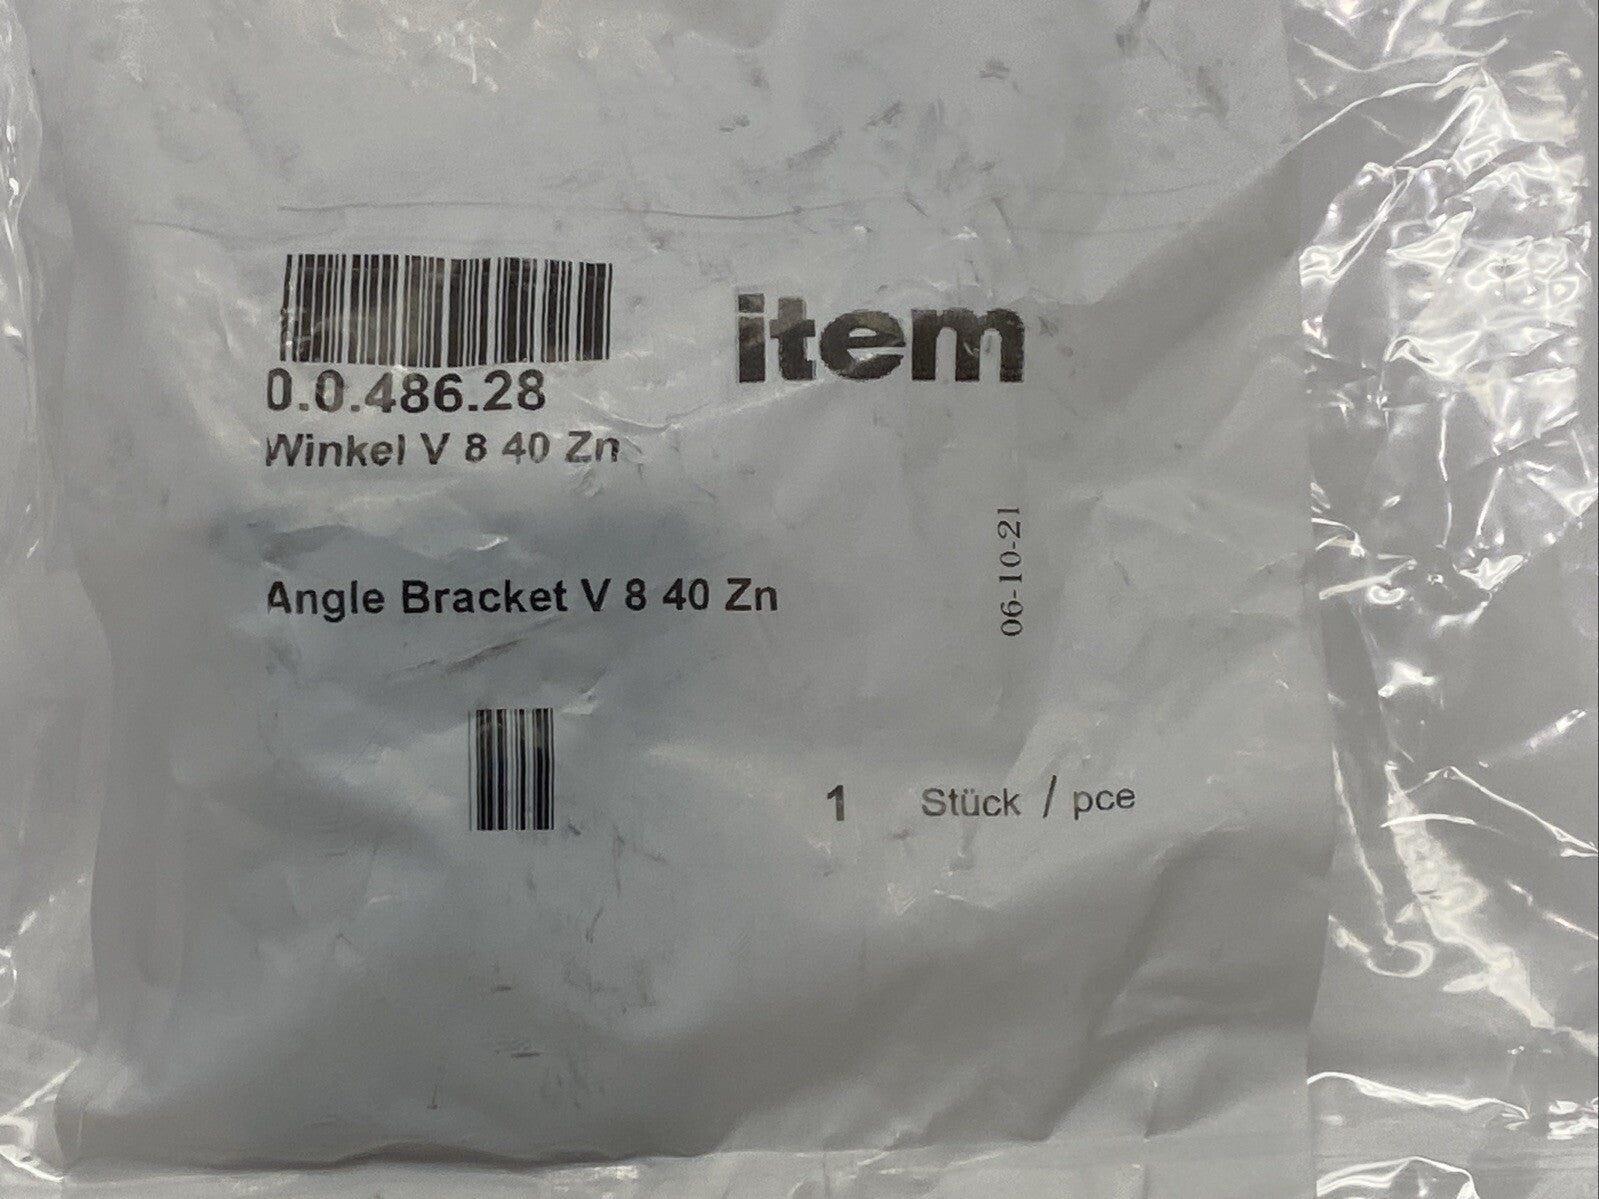 item
0.0.486.28
Winkel V 8 40 Zn
Angle Bracket V 8 40 Zn
06-10-21
1 Stück / pce